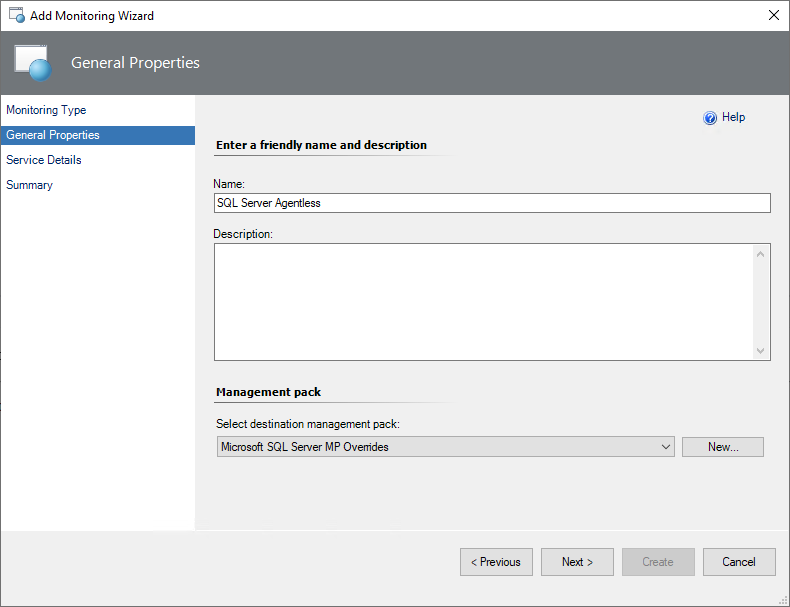 Add Monitoring Wizard
General Properties
Monitoring Type
General Properties
Service Details
Summary
Help
Enter a friendly name and description
Name:
SQL Server Agentless
Description:
Management pack
Select destination management pack:
Microsoft SQL Server MP Overrides
New...
< Previous
Next >
Create
Cancel